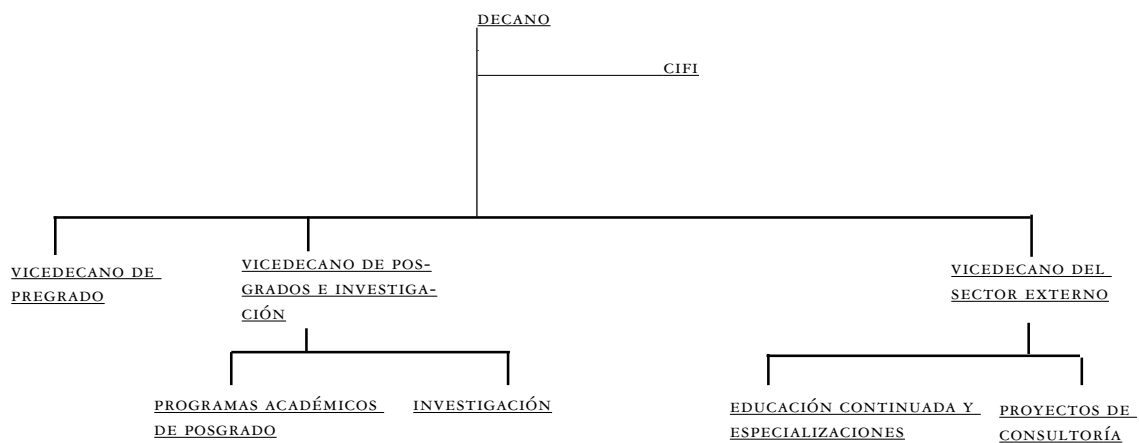 DECANO
CIFI
VICEDECANO DE
PREGRADO
VICEDECANO DE POS-
GRADOS E INVESTIGA-
CIÓN
VICEDECANO DEL
SECTOR EXTERNO
PROGRAMAS ACADÉMICOS
DE POSGRADO
INVESTIGACIÓN
EDUCACIÓN CONTINUADA Y
ESPECIALIZACIONES
PROYECTOS DE
CONSULTORÍA